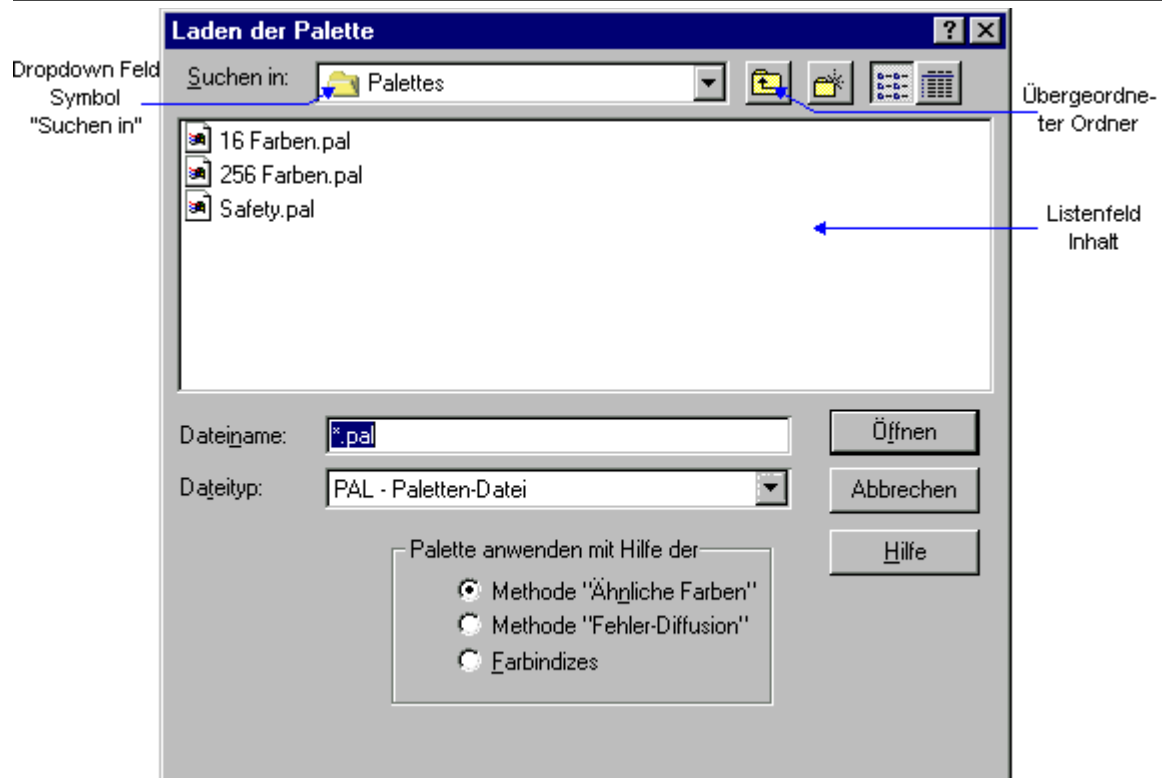 Laden der Palette
Dropdown Feld
Symbol
"Suchen in"
Suchen in:
Palettes
Übergeordne-
ter Ordner
16 Farben.pal
256 Farben.pal
Safety.pal
Listenfeld
Inhalt
Dateiname:
*.pal
Öffnen
Dateityp:
PAL - Paletten-Datei
Abbrechen
Hilfe
Palette anwenden mit Hilfe der
Methode "Ähnliche Farben"
Methode "Fehler-Diffusion"
Farbindizes